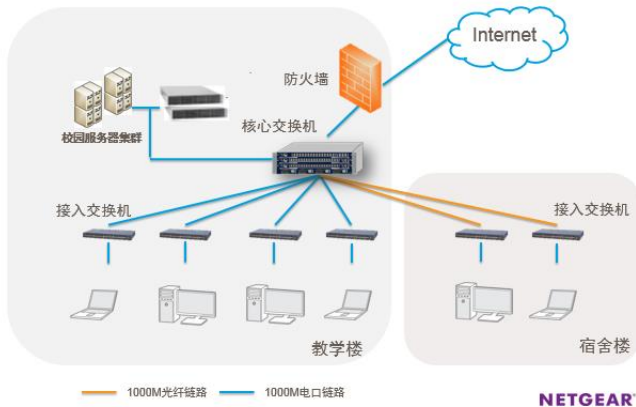 Internet
防火墙
核心交换机
校园服务器集群
接入交换机
接入交换机
教学楼
宿舍楼
1000M光纤链路
1000M电口链路
NETGEAR